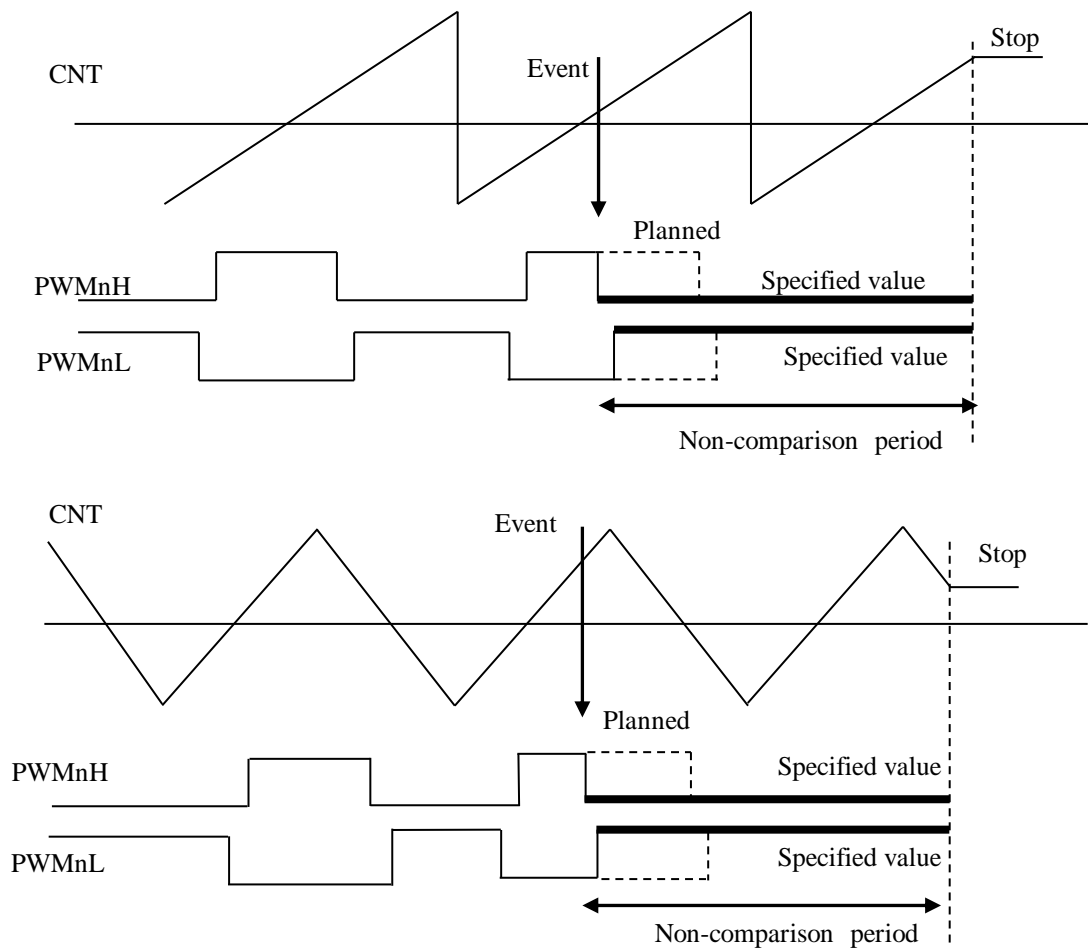 Stop
CNT
Event
Planned
PWMnH
Specified value
PWMnL
Specified value
Non-comparison period
CNT
Event
Stop
Planned
PWMnH
Specified value
PWMnL
Specified value
Non-comparison period